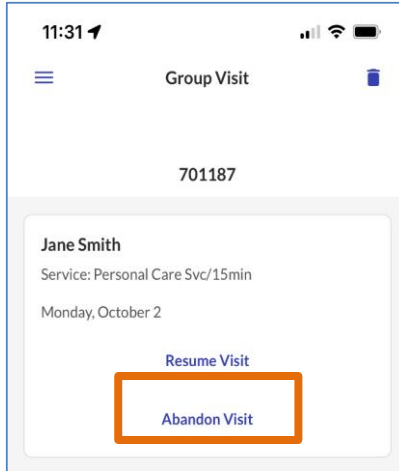 11:31
Group Visit
701187
Jane Smith
Service: Personal Care Svc/15min
Monday, October 2
Resume Visit
Abandon Visit